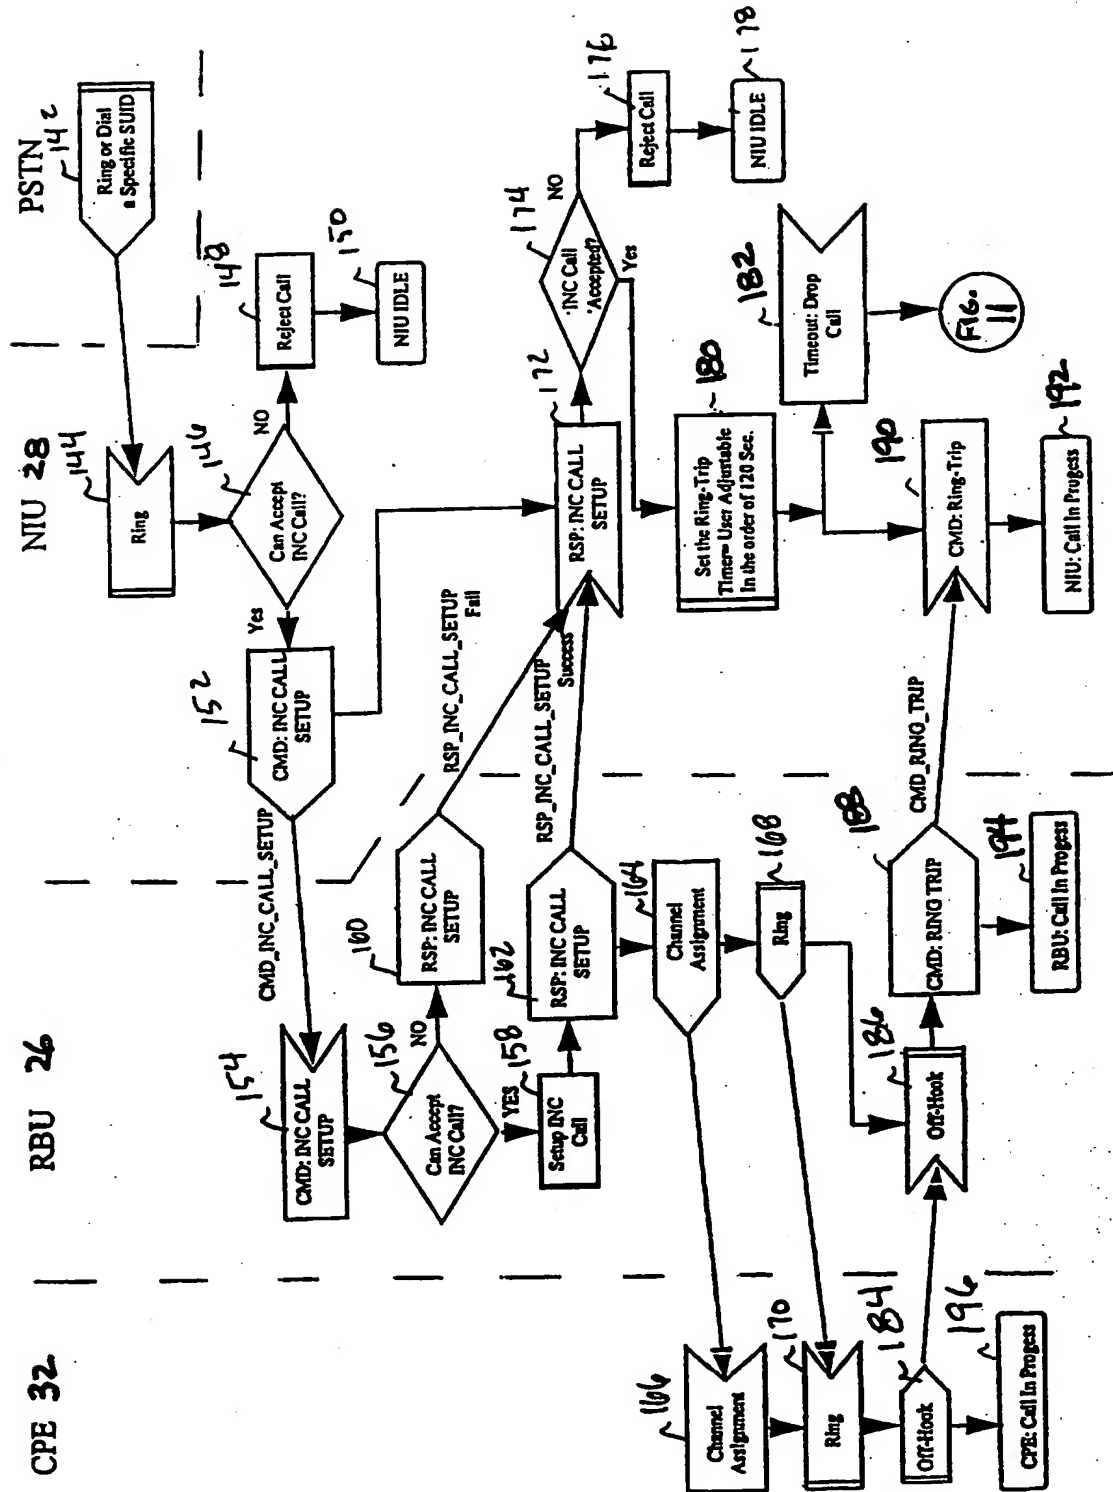 CPE 32
RBU 26
NIU 28
PSTN
142
Ring or Dial
a Specific SUID
144
Ring
146
Can Accept
INC Call?
NO
148
Reject Call
150
NIU IDLE
Yes
152
CMD: INC CALL
SETUP
CMD_INC_CALL_SETUP
154
CMD: INC CALL
SETUP
156
Can Accept
INC Call?
NO
160
RSP: INC CALL
SETUP
RSP_INC_CALL_SETUP
Fail
YES
158
Setup INC
Call
162
RSP: INC CALL
SETUP
RSP_INC_CALL_SETUP
Success
172
RSP: INC CALL
SETUP
174
INC Call
Accepted?
NO
176
Reject Call
178
NIU IDLE
Yes
164
Channel
Assignment
166
Channel
Assignment
168
Ring
170
Ring
180
Set the Ring-Trip
Timer= User Adjustable
In the order of 120 Sec.
182
Timeout: Drop
Call
FIG.
11
184
Off-Hook
186
Off-Hook
188
CMD: RING TRIP
CMD_RING_TRIP
190
CMD: Ring-Trip
192
NIU: Call In Progess
194
RBU: Call In Progess
196
CPE: Call In Progess